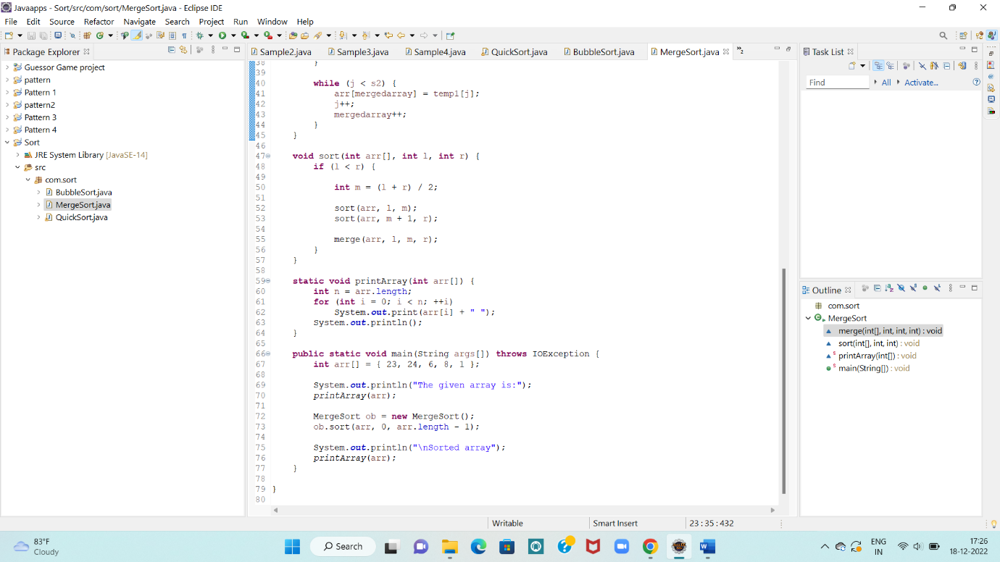 Javaapps - Sort/src/com/sort/MergeSort.java - Eclipse IDE
File Edit Source Refactor Navigate Search Project Run Window Help
Package Explorer
Guessor Game project
pattern
Pattern 1
pattern2
Pattern 3
Pattern 4
Sort
JRE System Library [JavaSE-14]
src
com.sort
BubbleSort.java
MergeSort.java
QuickSort.java
Sample2.java Sample3.java Sample4.java QuickSort.java BubbleSort.java MergeSort.java »2
38 }
39
40 while (j < s2) {
41 arr[mergedarray] = temp1[j];
42 j++;
43 mergedarray++;
44 }
45 }
46
47 void sort(int arr[], int l, int r) {
48 if (l < r) {
49
50 int m = (l + r) / 2;
51
52 sort(arr, l, m);
53 sort(arr, m + 1, r);
54
55 merge(arr, l, m, r);
56 }
57 }
58
59 static void printArray(int arr[]) {
60 int n = arr.length;
61 for (int i = 0; i < n; ++i)
62 System.out.print(arr[i] + " ");
63 System.out.println();
64 }
65
66 public static void main(String args[]) throws IOException {
67 int arr[] = { 23, 24, 6, 8, 1 };
68
69 System.out.println("The given array is:");
70 printArray(arr);
71
72 MergeSort ob = new MergeSort();
73 ob.sort(arr, 0, arr.length - 1);
74
75 System.out.println("\nSorted array");
76 printArray(arr);
77 }
78
79 }
80
Task List
Find All Activate...
Outline
com.sort
MergeSort
merge(int[], int, int, int) : void
sort(int[], int, int) : void
printArray(int[]) : void
main(String[]) : void
Writable Smart Insert 23 : 35 : 432
83°F
Cloudy
Search
ENG
IN
17:26
18-12-2022